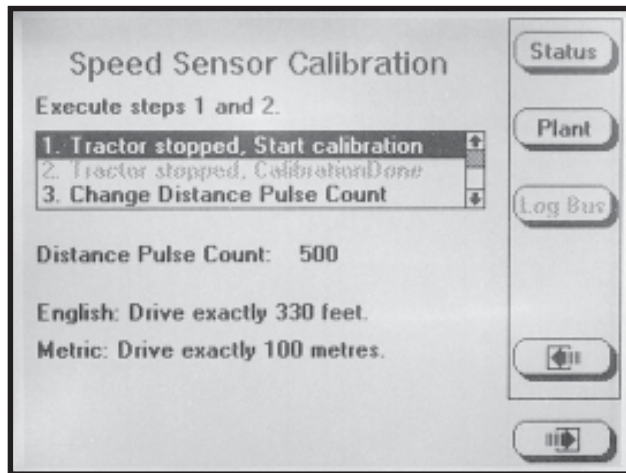 Speed Sensor Calibration
Execute steps 1 and 2.
1. Tractor stopped, Start calibration
2. Tractor stopped, CalibrationDone
3. Change Distance Pulse Count
Distance Pulse Count: 500
English: Drive exactly 330 feet.
Metric: Drive exactly 100 metres.
Status
Plant
Log Bus